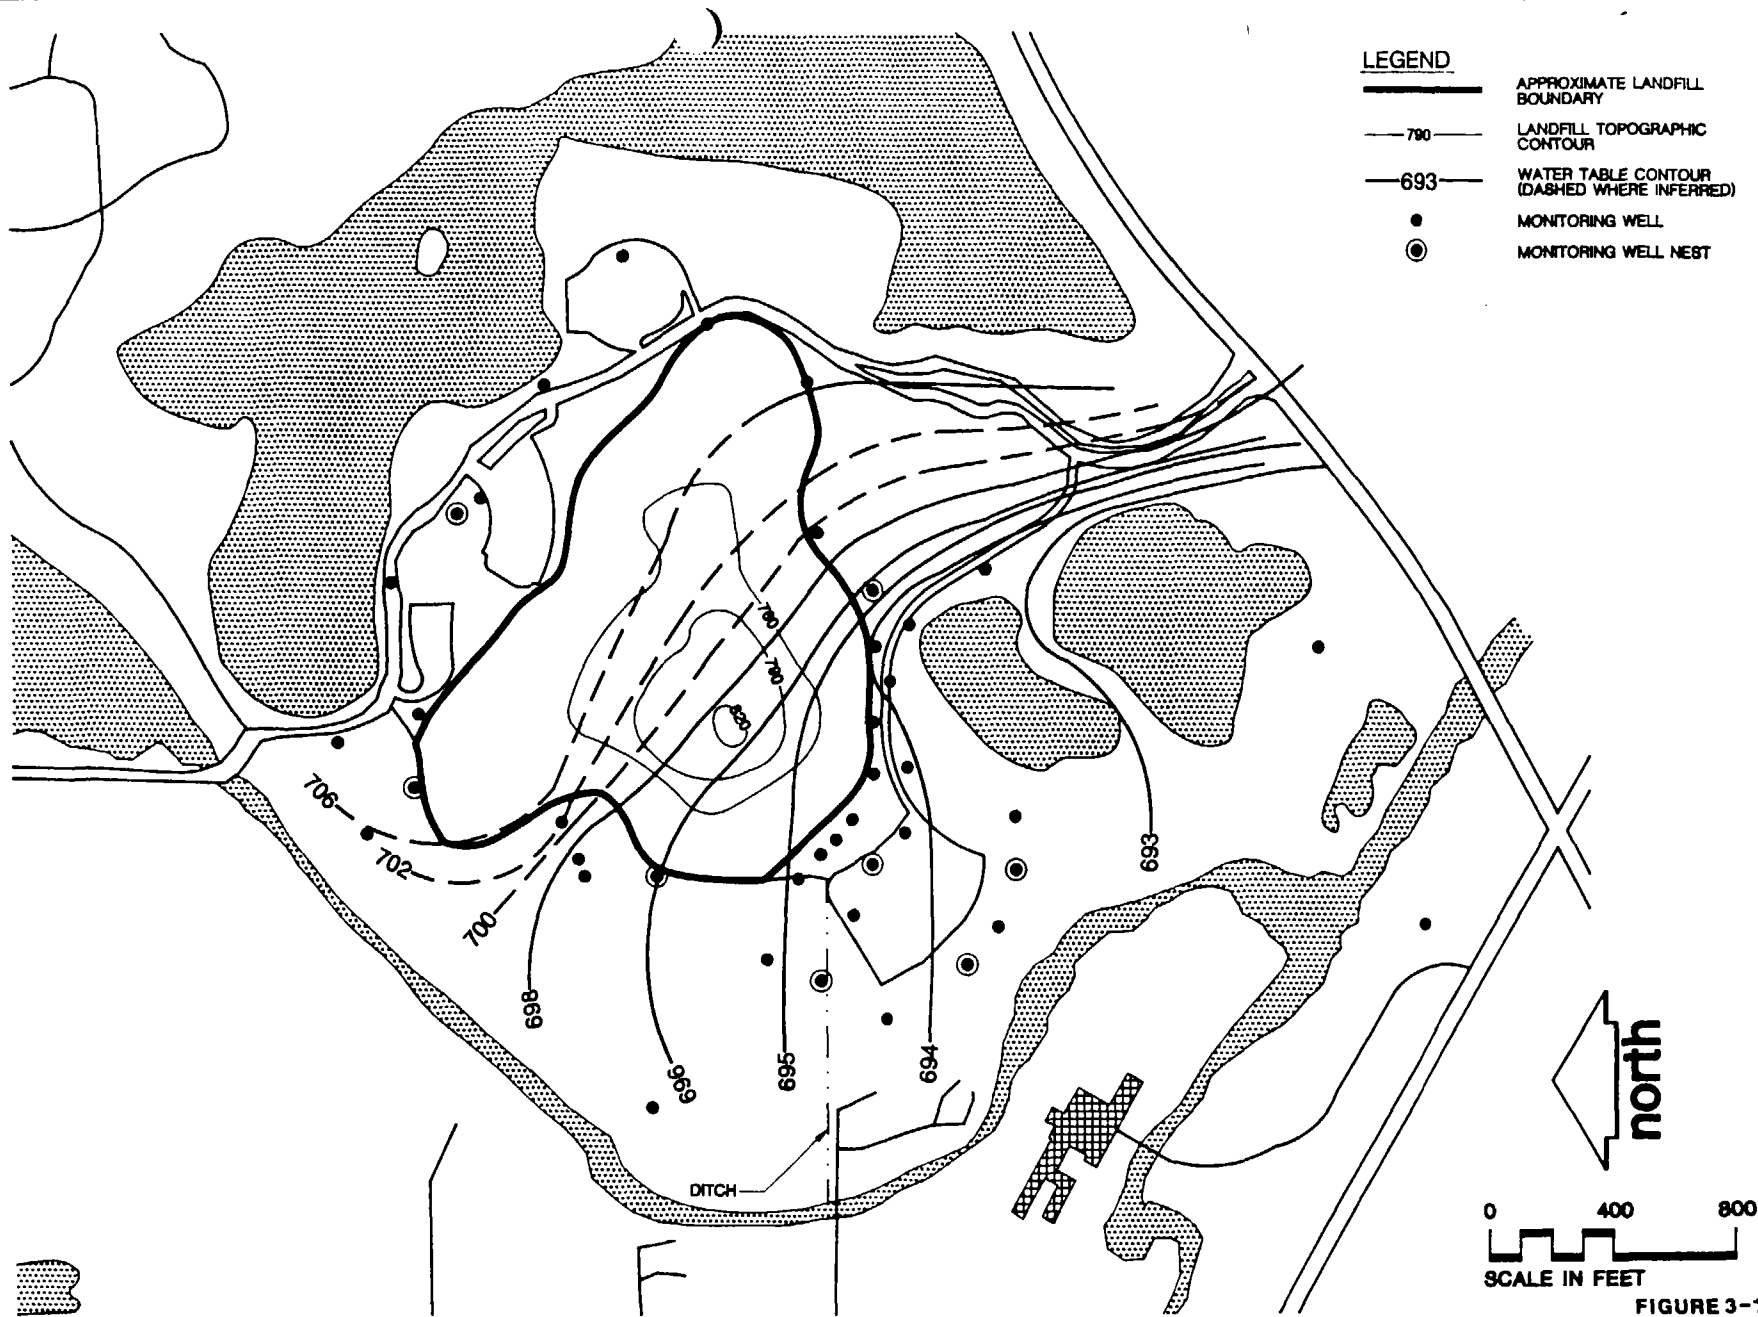 LEGEND
APPROXIMATE LANDFILL
BOUNDARY
790
LANDFILL TOPOGRAPHIC
CONTOUR
693
WATER TABLE CONTOUR
(DASHED WHERE INFERRED)
MONITORING WELL
MONITORING WELL NEST
760
790
820
706
702
700
698
696
695
694
693
DITCH
north
0 400 800
SCALE IN FEET
FIGURE 3-